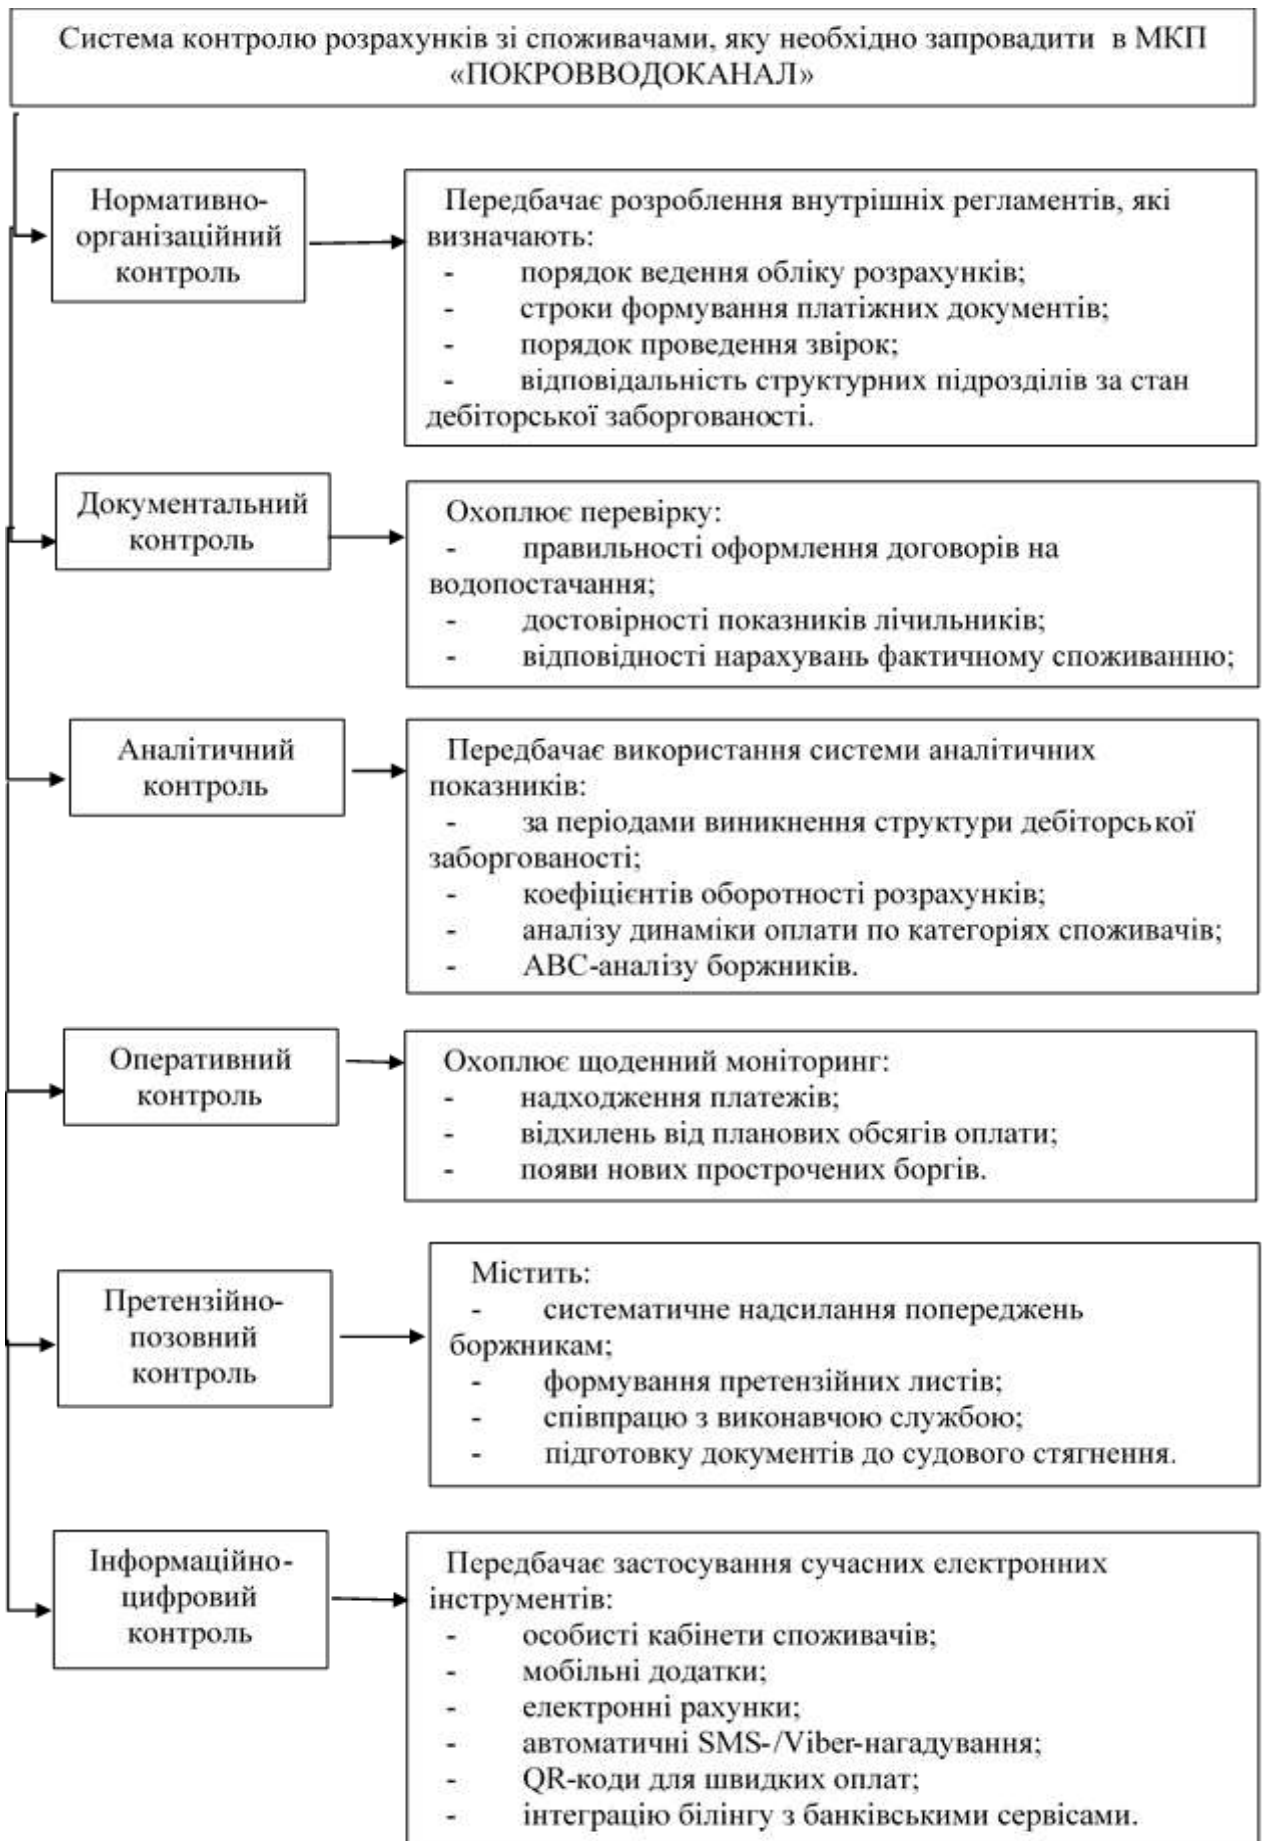 Система контролю розрахунків зі споживачами, яку необхідно запровадити в МКП
«ПОКРОВВОДОКАНАЛ»
Нормативно-
організаційний
контроль
Передбачає розроблення внутрішніх регламентів, які
визначають:
- порядок ведення обліку розрахунків;
- строки формування платіжних документів;
- порядок проведення звірок;
- відповідальність структурних підрозділів за стан
дебіторської заборгованості.
Документальний
контроль
Охоплює перевірку:
- правильності оформлення договорів на
водопостачання;
- достовірності показників лічильників;
- відповідності нарахувань фактичному споживанню;
Аналітичний
контроль
Передбачає використання системи аналітичних
показників:
- за періодами виникнення структури дебіторської
заборгованості;
- коефіцієнтів оборотності розрахунків;
- аналізу динаміки оплати по категоріях споживачів;
- АВС-аналізу боржників.
Оперативний
контроль
Охоплює щоденний моніторинг:
- надходження платежів;
- відхилень від планових обсягів оплати;
- появи нових прострочених боргів.
Претензійно-
позовний
контроль
Містить:
- систематичне надсилання попереджень
боржникам;
- формування претензійних листів;
- співпрацю з виконавчою службою;
- підготовку документів до судового стягнення.
Інформаційно-
цифровий
контроль
Передбачає застосування сучасних електронних
інструментів:
- особисті кабінети споживачів;
- мобільні додатки;
- електронні рахунки;
- автоматичні SMS-/Viber-нагадування;
- QR-коди для швидких оплат;
- інтеграцію білінгу з банківськими сервісами.